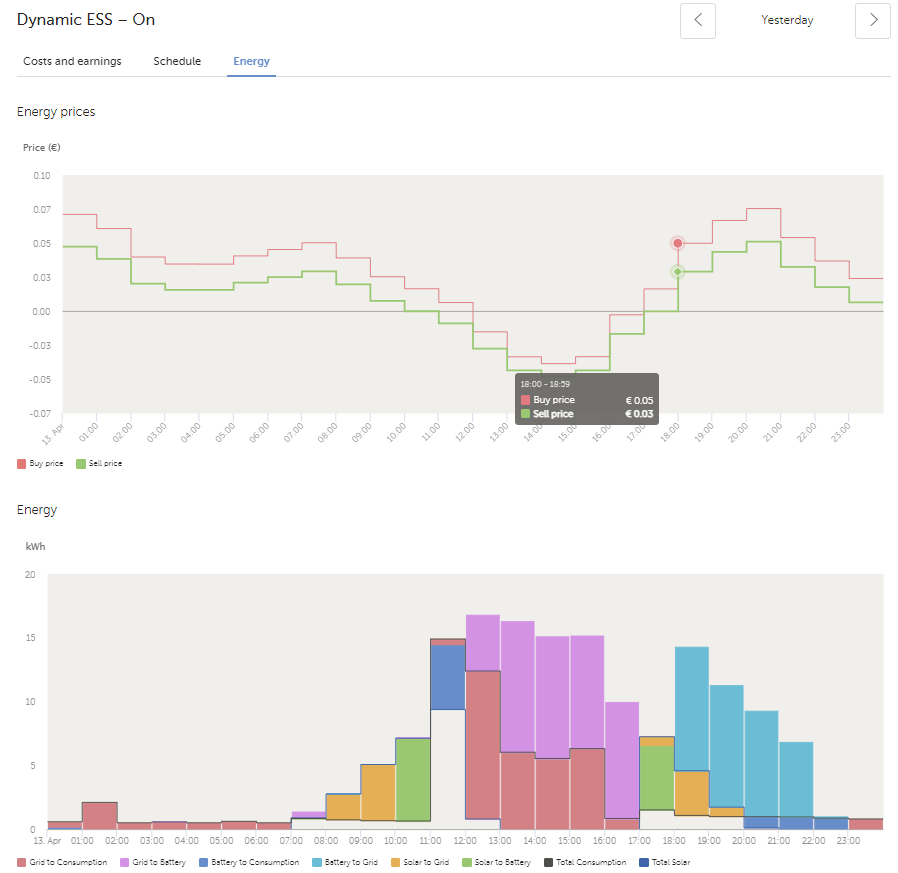 Dynamic ESS – On
Yesterday
Costs and earnings Schedule Energy
Energy prices
Price (€)
0.10
0.07
0.05
0.03
0.00
-0.03
-0.05
-0.07
18:00 - 18:59
Buy price € 0.05
Sell price € 0.03
13. Apr 01:00 02:00 03:00 04:00 05:00 06:00 07:00 08:00 09:00 10:00 11:00 12:00 13:00 14:00 15:00 16:00 17:00 18:00 19:00 20:00 21:00 22:00 23:00
Buy price Sell price
Energy
kWh
20
15
10
5
0
13. Apr 01:00 02:00 03:00 04:00 05:00 06:00 07:00 08:00 09:00 10:00 11:00 12:00 13:00 14:00 15:00 16:00 17:00 18:00 19:00 20:00 21:00 22:00 23:00
Grid to Consumption Grid to Battery Battery to Consumption Battery to Grid Solar to Grid Solar to Battery Total Consumption Total Solar